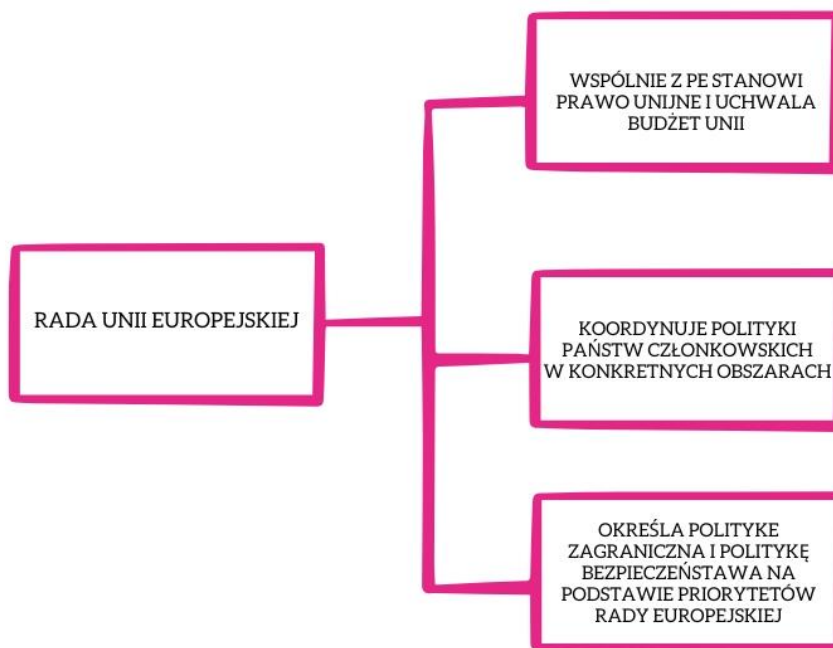 WSPÓLNIE Z PE STANOWI
PRAWO UNIJNE I UCHWALA
BUDŻET UNII
RADA UNII EUROPEJSKIEJ
KOORDYNUJE POLITYKI
PAŃSTW CZŁONKOWSKICH
W KONKRETNYCH OBSZARACH
OKREŚLA POLITYKE
ZAGRANICZNA I POLITYKĘ
BEZPIECZEŃSTAWA NA
PODSTAWIE PRIORYTETÓW
RADY EUROPEJSKIEJ